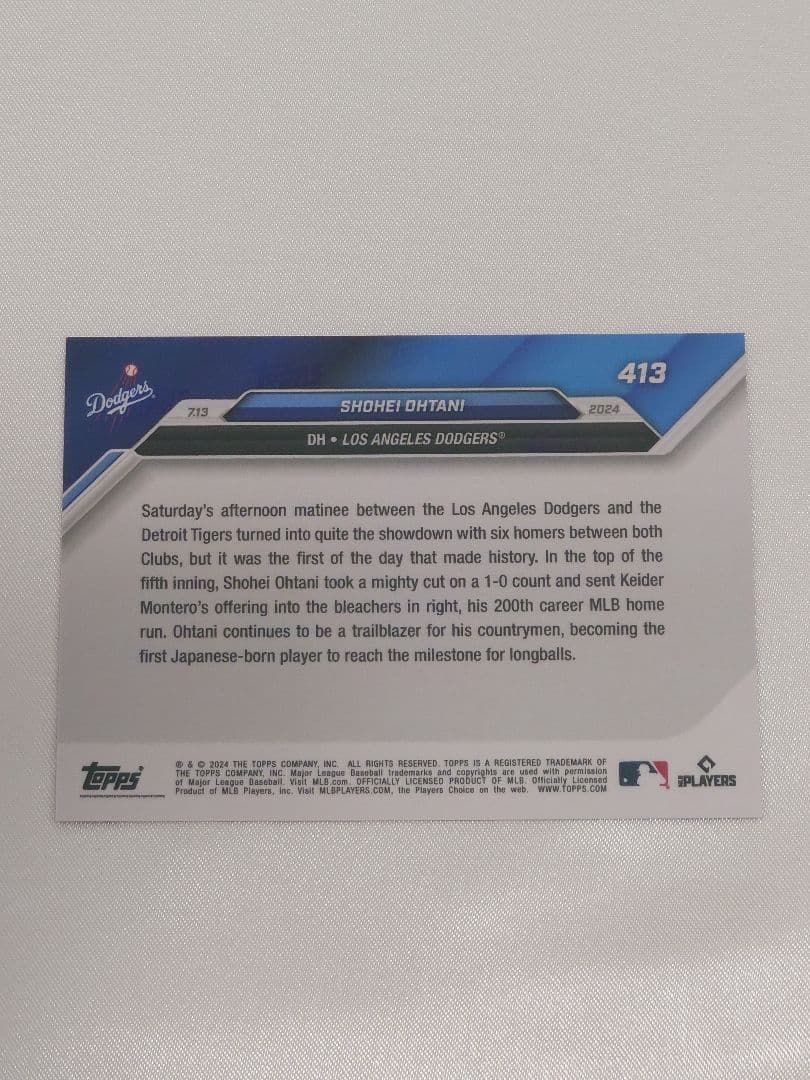 Dodgers
413
7.13
SHOHEI OHTANI
2024
DH • LOS ANGELES DODGERS®
Saturday's afternoon matinee between the Los Angeles Dodgers and the
Detroit Tigers turned into quite the showdown with six homers between both
Clubs, but it was the first of the day that made history. In the top of the
fifth inning, Shohei Ohtani took a mighty cut on a 1-0 count and sent Keider
Montero's offering into the bleachers in right, his 200th career MLB home
run. Ohtani continues to be a trailblazer for his countrymen, becoming the
first Japanese-born player to reach the milestone for longballs.
TOPPS
® & © 2024 THE TOPPS COMPANY, INC. ALL RIGHTS RESERVED. TOPPS IS A REGISTERED TRADEMARK OF
THE TOPPS COMPANY, INC. Major League Baseball trademarks and copyrights are used with permission
of Major League Baseball. Visit MLB.com. OFFICIALLY LICENSED PRODUCT OF MLB. Officially Licensed
Product of MLB Players, Inc. Visit MLBPLAYERS.COM, the Players Choice on the web. WWW.TOPPS.COM
MLB PLAYERS